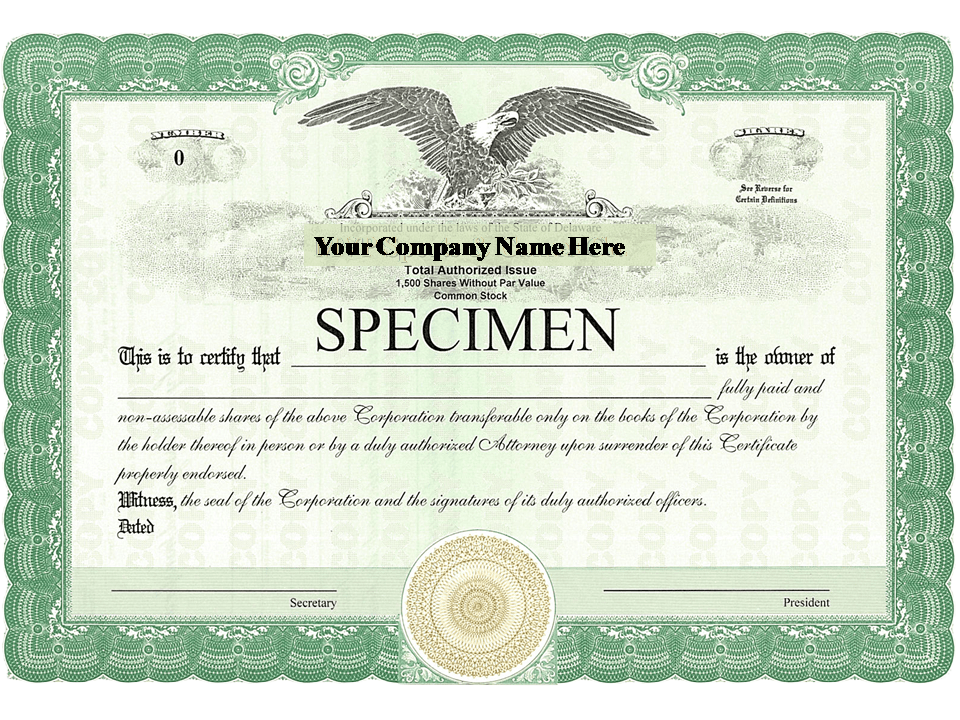 NUMBER
0
SHARES
See Reverse for
Certain Definitions
Incorporated under the laws of the State of Delaware
Your Company Name Here
Total Authorized Issue
1,500 Shares Without Par Value
Common Stock
SPECIMEN
This is to certify that is the owner of
fully paid and
non-assessable shares of the above Corporation transferable only on the books of the Corporation by
the holder thereof in person or by a duly authorized Attorney upon surrender of this Certificate
properly endorsed.
Witness, the seal of the Corporation and the signatures of its duly authorized officers.
Dated
Secretary
President
COPY